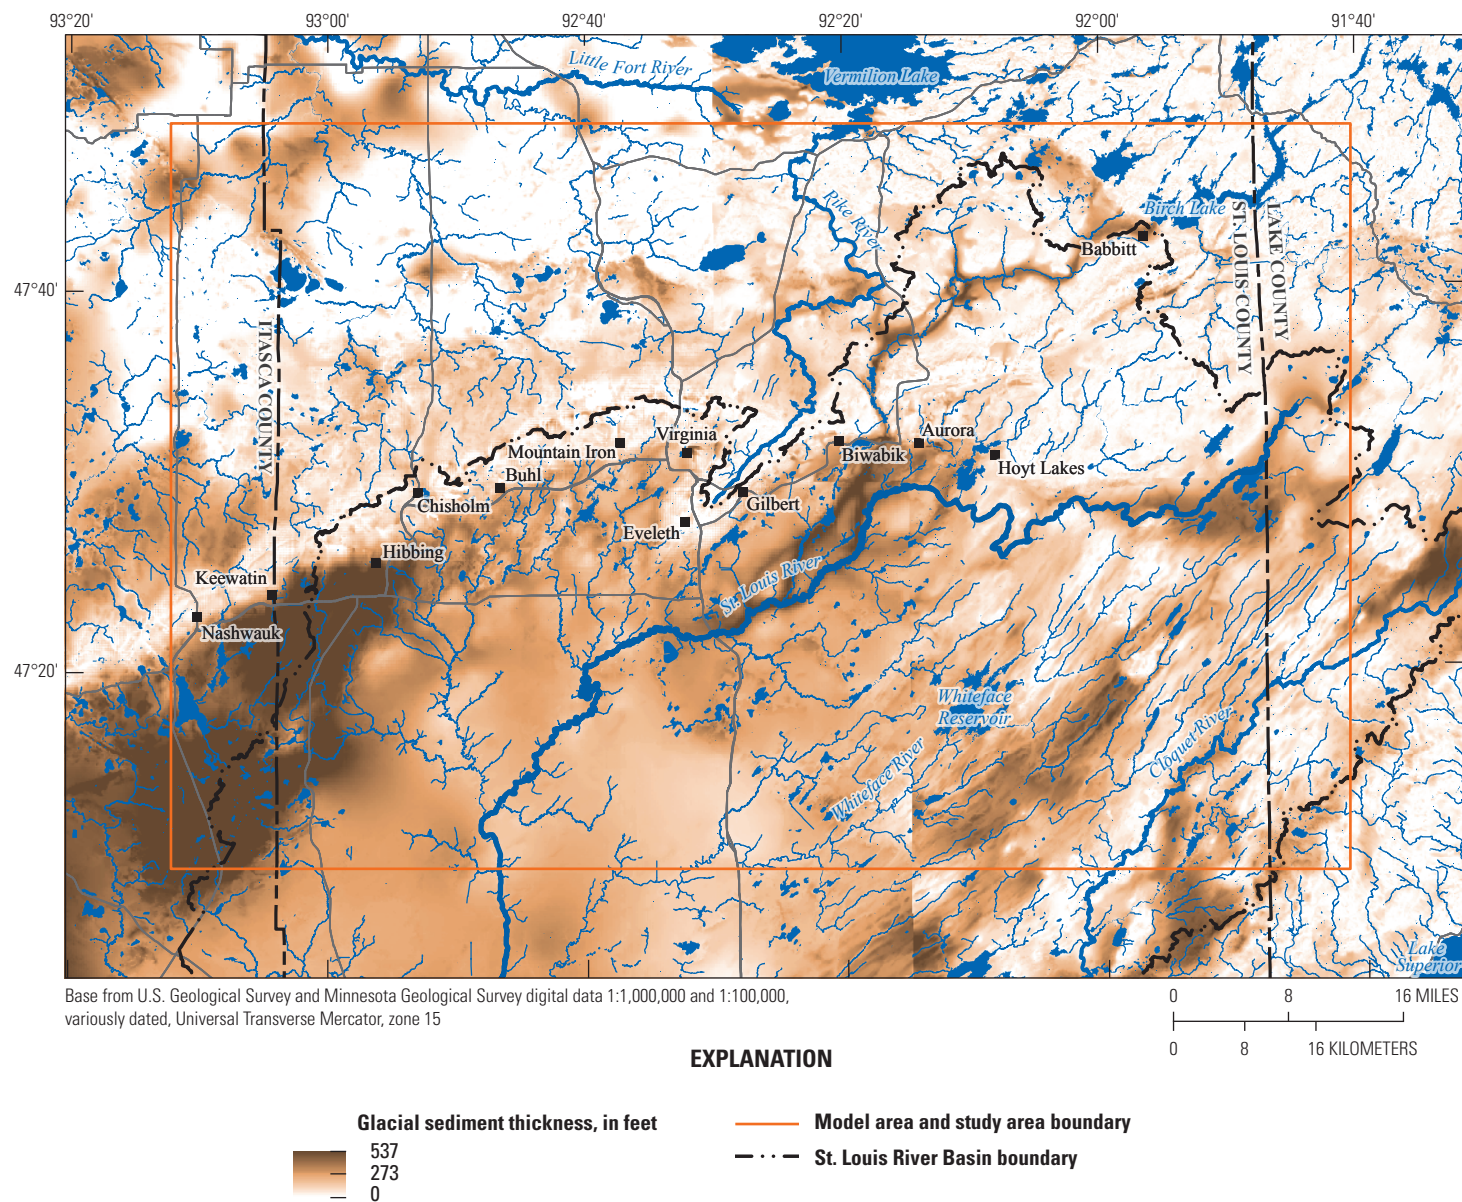 93°20'
93°00'
92°40'
92°20'
92°00'
91°40'
Little Fort River
Vermilion Lake
Pike River
Birch Lake
Babbitt
LAKE COUNTY
ST. LOUIS COUNTY
47°40'
ITASCA COUNTY
Virginia
Mountain Iron
Aurora
Biwabik
Buhl
Hoyt Lakes
Chisholm
Gilbert
Eveleth
Hibbing
Keewatin
St. Louis River
Nashwauk
47°20'
Whiteface
Reservoir
Cloquet River
Whiteface River
Lake
Superior
Base from U.S. Geological Survey and Minnesota Geological Survey digital data 1:1,000,000 and 1:100,000,
variously dated, Universal Transverse Mercator, zone 15
0 8 16 MILES
0 8 16 KILOMETERS
EXPLANATION
Glacial sediment thickness, in feet
537
273
0
Model area and study area boundary
St. Louis River Basin boundary